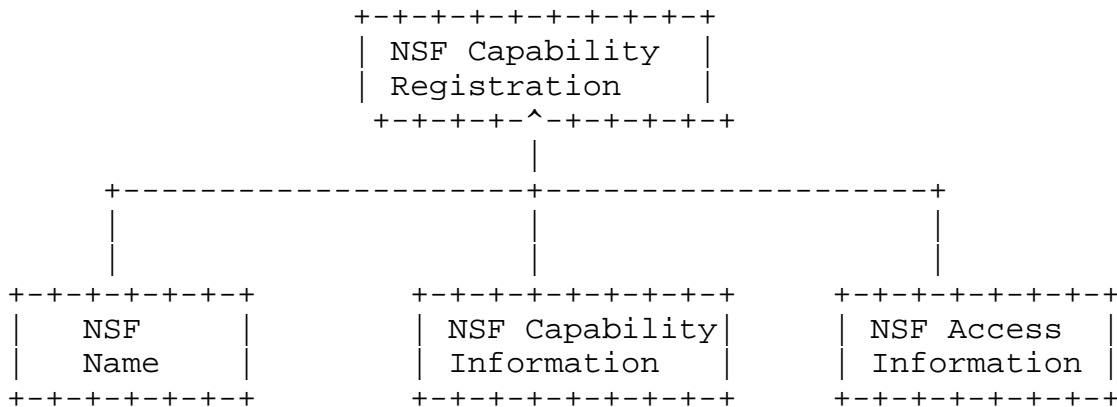 NSF Capability
Registration
NSF
Name
NSF Capability
Information
NSF Access
Information